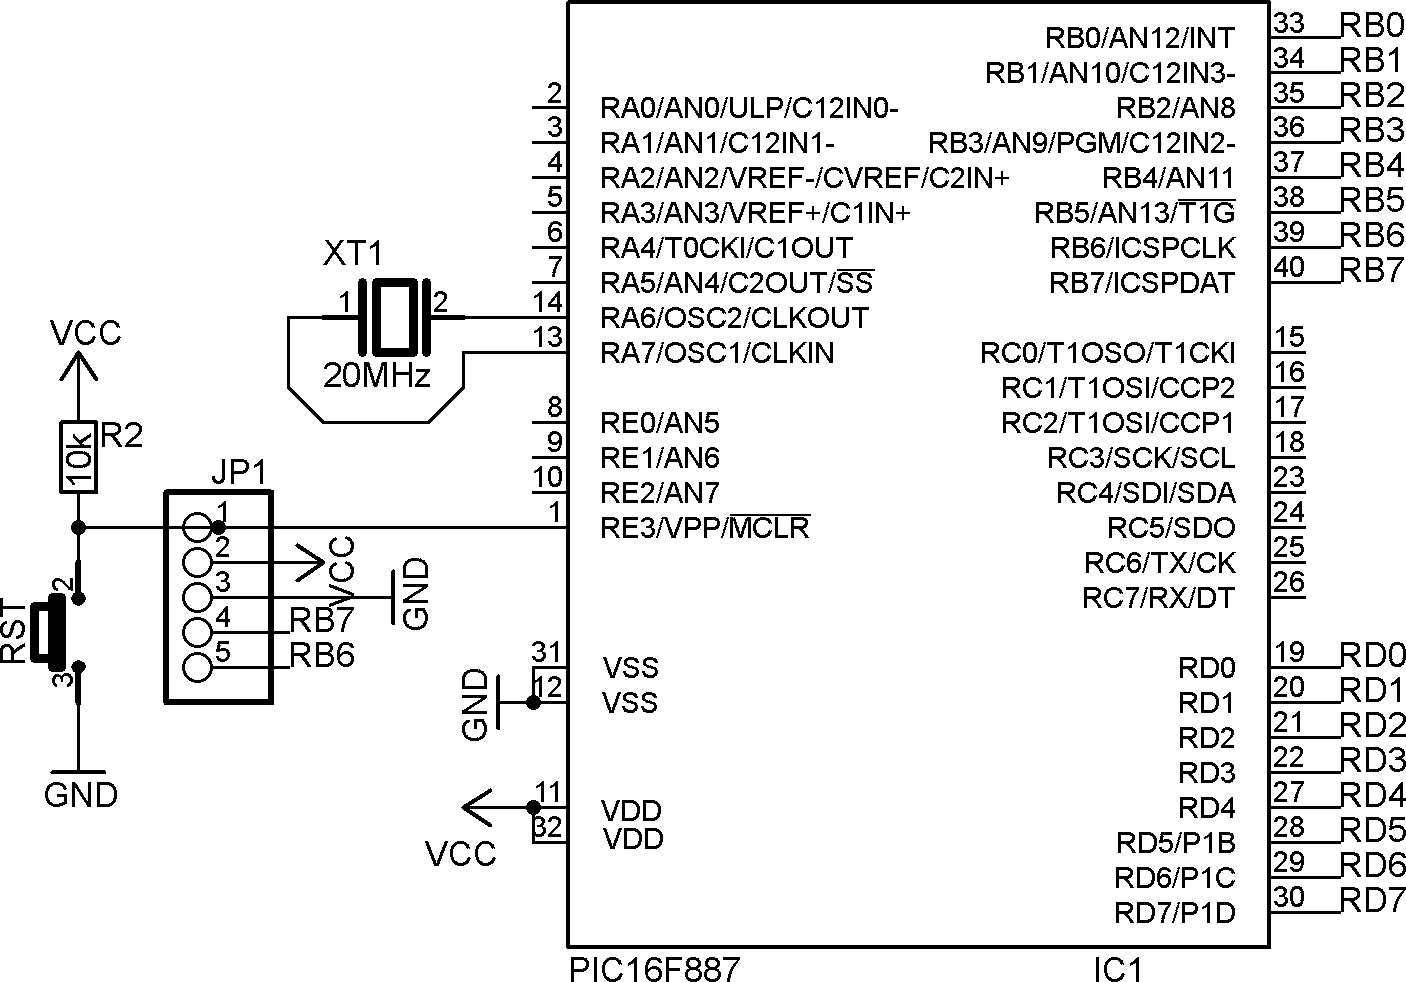 33 RB0
RB0/AN12/INT
34 RB1
RB1/AN10/C12IN3-
2 RA0/AN0/ULP/C12IN0-
RB2/AN8 35 RB2
3 RA1/AN1/C12IN1-
RB3/AN9/PGM/C12IN2- 36 RB3
4 RA2/AN2/VREF-/CVREF/C2IN+
RB4/AN11 37 RB4
5 RA3/AN3/VREF+/C1IN+
RB5/AN13/T1G 38 RB5
6 RA4/T0CKI/C1OUT
RB6/ICSPCLK 39 RB6
7 RA5/AN4/C2OUT/SS
RB7/ICSPDAT 40 RB7
XT1
1 2
20MHz
14 RA6/OSC2/CLKOUT
13 RA7/OSC1/CLKIN
RC0/T1OSO/T1CKI 15
RC1/T1OSI/CCP2 16
8 RE0/AN5
RC2/T1OSI/CCP1 17
9 RE1/AN6
RC3/SCK/SCL 18
10 RE2/AN7
RC4/SDI/SDA 23
1 RE3/VPP/MCLR
RC5/SDO 24
RC6/TX/CK 25
RC7/RX/DT 26
VCC
R2
10k
JP1
1
2 VCC
3 GND
4 RB7
5 RB6
RST
2
3
GND
31 VSS
GND
12 VSS
11 VDD
32 VDD
VCC
RD0 19 RD0
RD1 20 RD1
RD2 21 RD2
RD3 22 RD3
RD4 27 RD4
RD5/P1B 28 RD5
RD6/P1C 29 RD6
RD7/P1D 30 RD7
PIC16F887
IC1